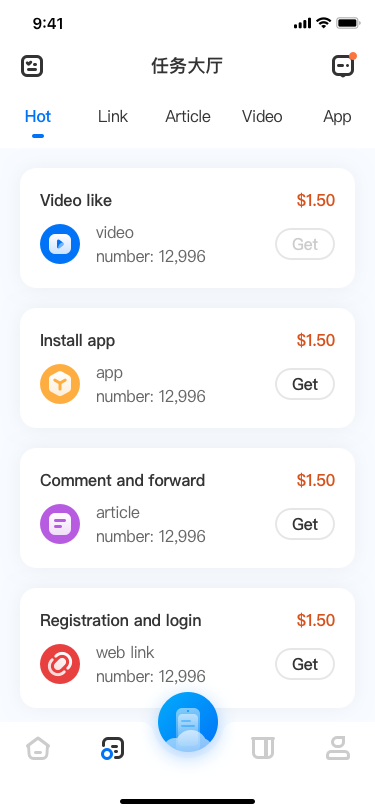 9:41
任务大厅
Hot Link Article Video App
Video like $1.50
video
number: 12,996 Get
Install app $1.50
app
number: 12,996 Get
Comment and forward $1.50
article
number: 12,996 Get
Registration and login $1.50
web link
number: 12,996 Get